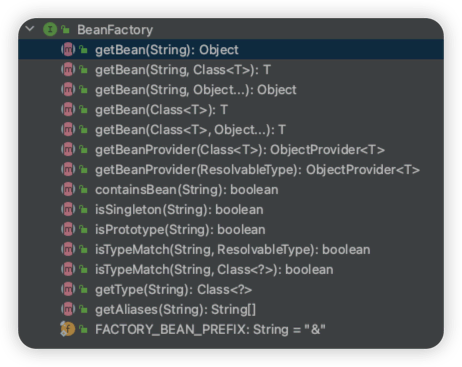 BeanFactory
getBean(String): Object
getBean(String, Class<T>): T
getBean(String, Object...): Object
getBean(Class<T>): T
getBean(Class<T>, Object...): T
getBeanProvider(Class<T>): ObjectProvider<T>
getBeanProvider(ResolvableType): ObjectProvider<T>
containsBean(String): boolean
isSingleton(String): boolean
isPrototype(String): boolean
isTypeMatch(String, ResolvableType): boolean
isTypeMatch(String, Class<?>): boolean
getType(String): Class<?>
getAliases(String): String[]
FACTORY_BEAN_PREFIX: String = "&"